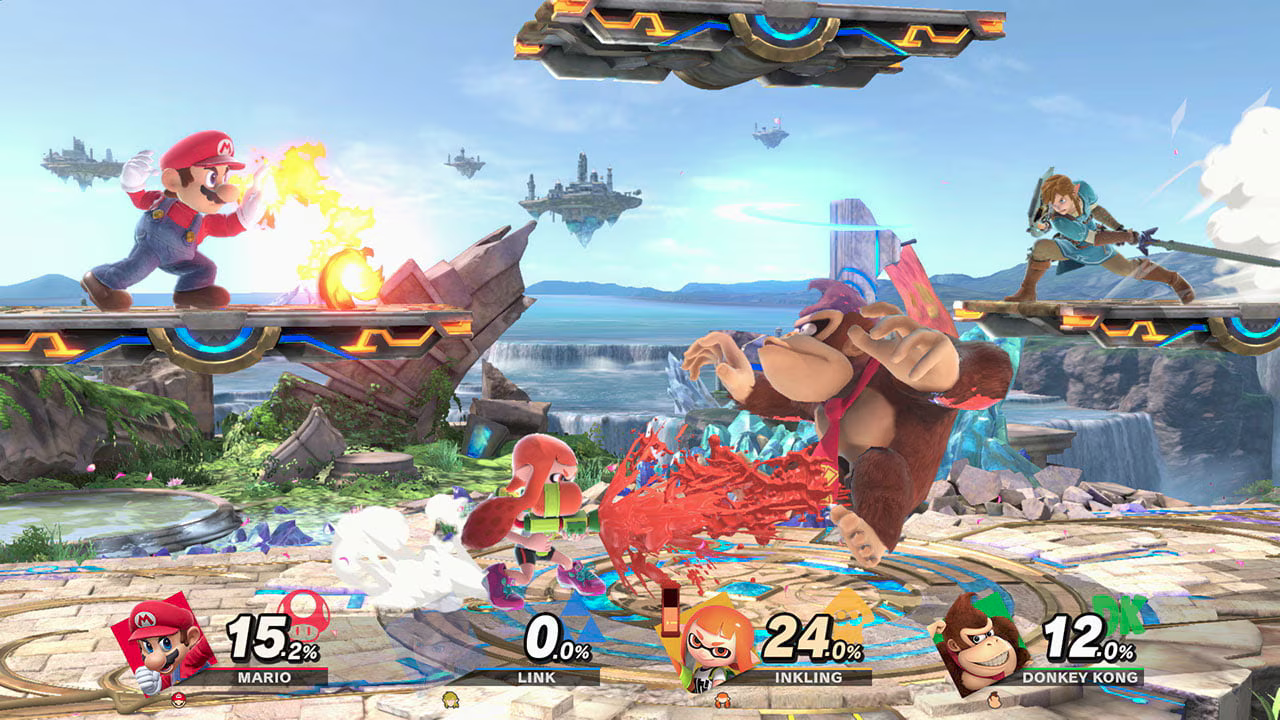 M
15.2%
MARIO
0.0%
LINK
24.0%
INKLING
DK
12.0%
DONKEY KONG